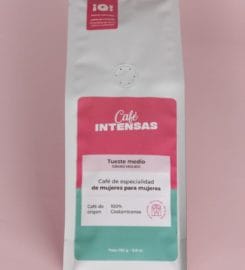 Café
INTENSAS
Tueste medio
Café de especialidad
de mujeres para mujeres
Café de
origen
100%
Costarricense